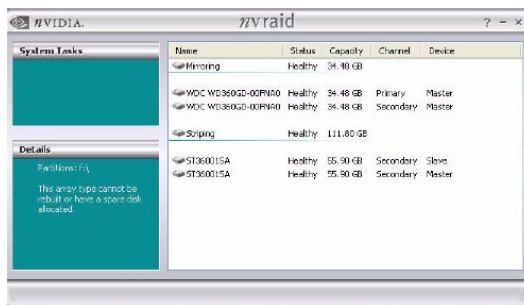 NVIDIA.
nvraid
? - ×
System Tasks
Details
Partitions: f:\
This array type cannot be
rebuilt or have a spare disk
allocated.
Name Status Capacity Channel Device
Mirroring Healthy 34.48 GB
WDC WD360GD-00FNA0 Healthy 34.48 GB Primary Master
WDC WD360GD-00FNA0 Healthy 34.48 GB Secondary Master
Striping Healthy 111.80 GB
ST360015A Healthy 55.90 GB Secondary Slave
ST360015A Healthy 55.90 GB Secondary Master